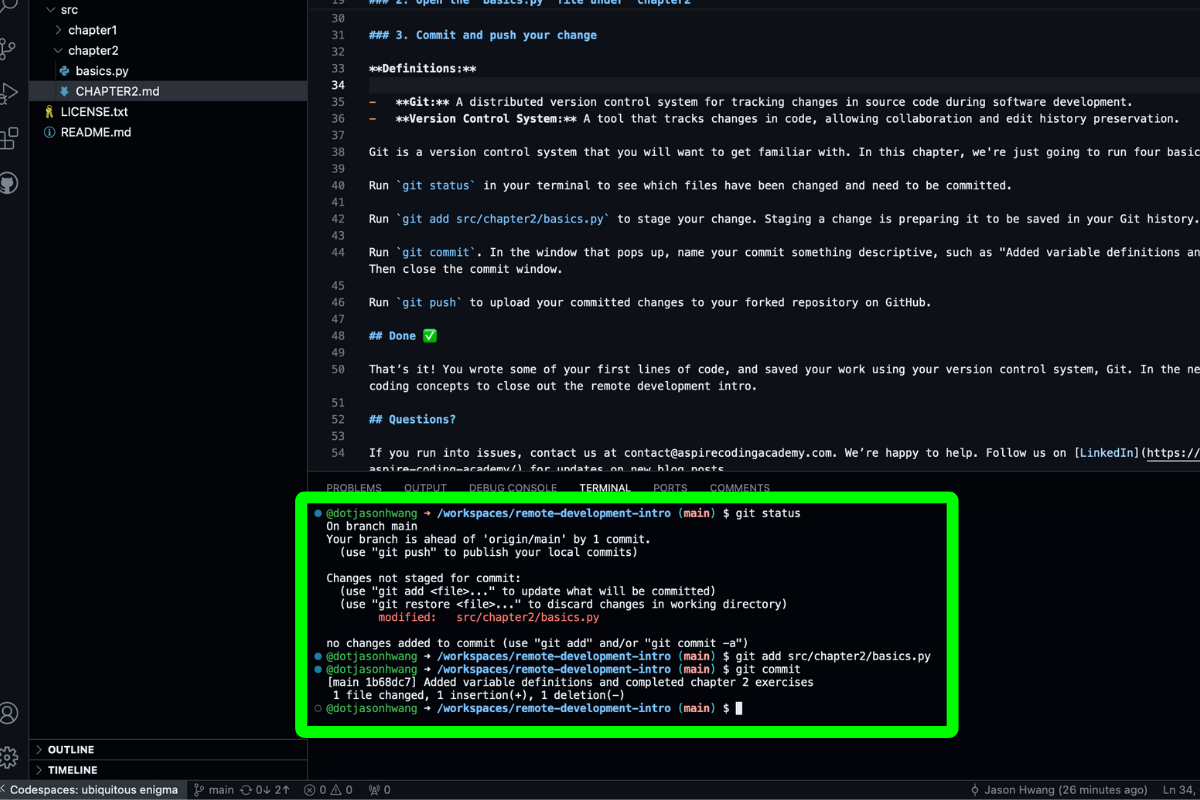 src
chapter1
chapter2
basics.py
CHAPTER2.md
LICENSE.txt
README.md
OUTLINE
TIMELINE
19 ### 2. Open the `basics.py` file under `chapter2`
30
31 ### 3. Commit and push your change
32
33 **Definitions:**
34
35 - **Git:** A distributed version control system for tracking changes in source code during software development.
36 - **Version Control System:** A tool that tracks changes in code, allowing collaboration and edit history preservation.
37
38 Git is a version control system that you will want to get familiar with. In this chapter, we're just going to run four basic
39
40 Run `git status` in your terminal to see which files have been changed and need to be committed.
41
42 Run `git add src/chapter2/basics.py` to stage your change. Staging a change is preparing it to be saved in your Git history.
43
44 Run `git commit`. In the window that pops up, name your commit something descriptive, such as "Added variable definitions an
Then close the commit window.
45
46 Run `git push` to upload your committed changes to your forked repository on GitHub.
47
48 ## Done ✅
49
50 That's it! You wrote some of your first lines of code, and saved your work using your version control system, Git. In the ne
coding concepts to close out the remote development intro.
51
52 ## Questions?
53
54 If you run into issues, contact us at contact@aspirecodingacademy.com. We're happy to help. Follow us on [LinkedIn](https://
aspire-coding-academy/) for updates on new blog posts
PROBLEMS OUTPUT DEBUG CONSOLE TERMINAL PORTS COMMENTS
@dotjasonhwang → /workspaces/remote-development-intro (main) $ git status
On branch main
Your branch is ahead of 'origin/main' by 1 commit.
(use "git push" to publish your local commits)
Changes not staged for commit:
(use "git add <file>..." to update what will be committed)
(use "git restore <file>..." to discard changes in working directory)
modified: src/chapter2/basics.py
no changes added to commit (use "git add" and/or "git commit -a")
@dotjasonhwang → /workspaces/remote-development-intro (main) $ git add src/chapter2/basics.py
@dotjasonhwang → /workspaces/remote-development-intro (main) $ git commit
[main 1b68dc7] Added variable definitions and completed chapter 2 exercises
1 file changed, 1 insertion(+), 1 deletion(-)
@dotjasonhwang → /workspaces/remote-development-intro (main) $
Codespaces: ubiquitous enigma main 0↓ 2↑ 0 0 0 Jason Hwang (26 minutes ago) Ln 34,